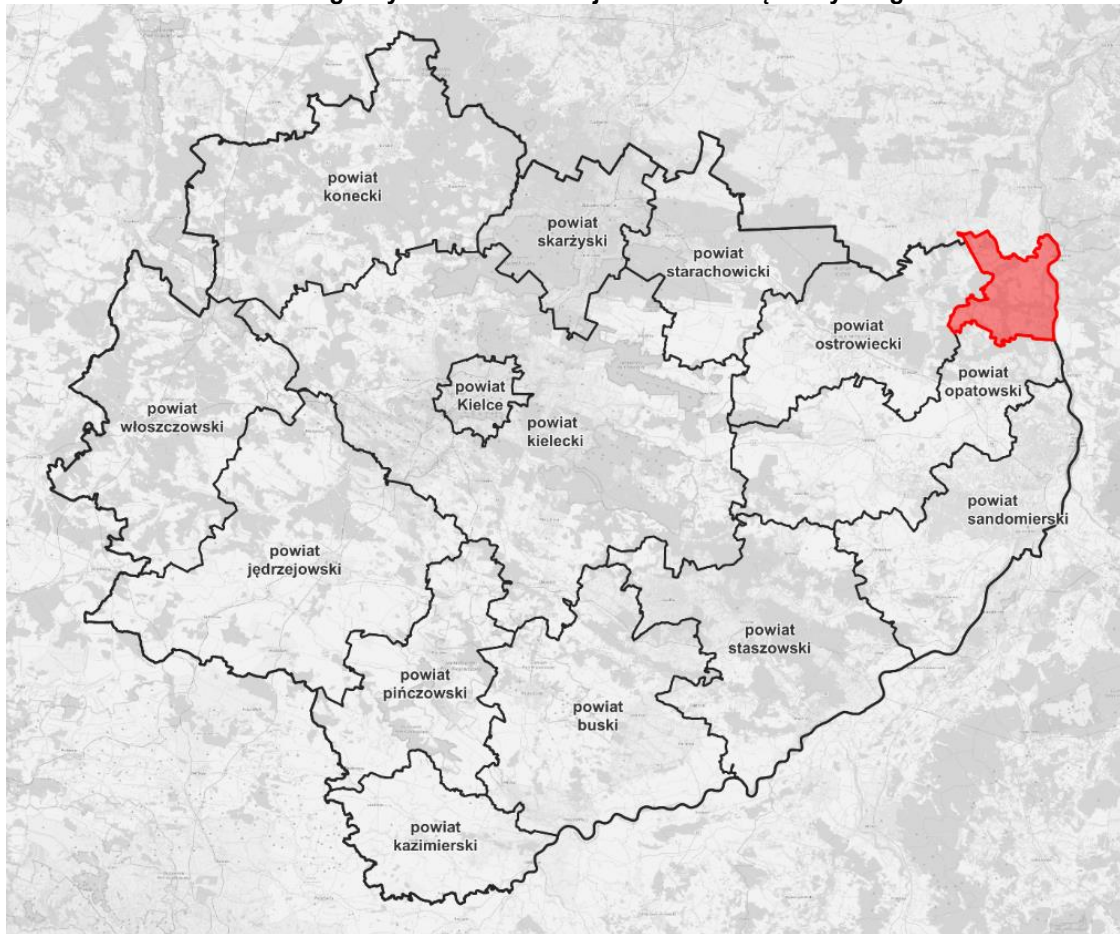 powiat
konecki
powiat
skarżyski
powiat
starachowicki
powiat
ostrowiecki
powiat
opatowski
powiat
Kielce
powiat
kielecki
powiat
włoszczowski
powiat
sandomierski
powiat
jędrzejowski
powiat
staszowski
powiat
pińczowski
powiat
buski
powiat
kazimierski